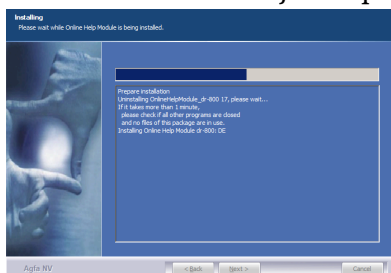 Installing
Please wait while Online Help Module is being installed.
Prepare installation
Uninstalling OnlineHelpModule_dr-800 17, please wait...
If it takes more than 1 minute,
please check if all other programs are closed
and no files of this package are in use.
Installing Online Help Module dr-800: DE
Agfa NV
< Back
Next >
Cancel